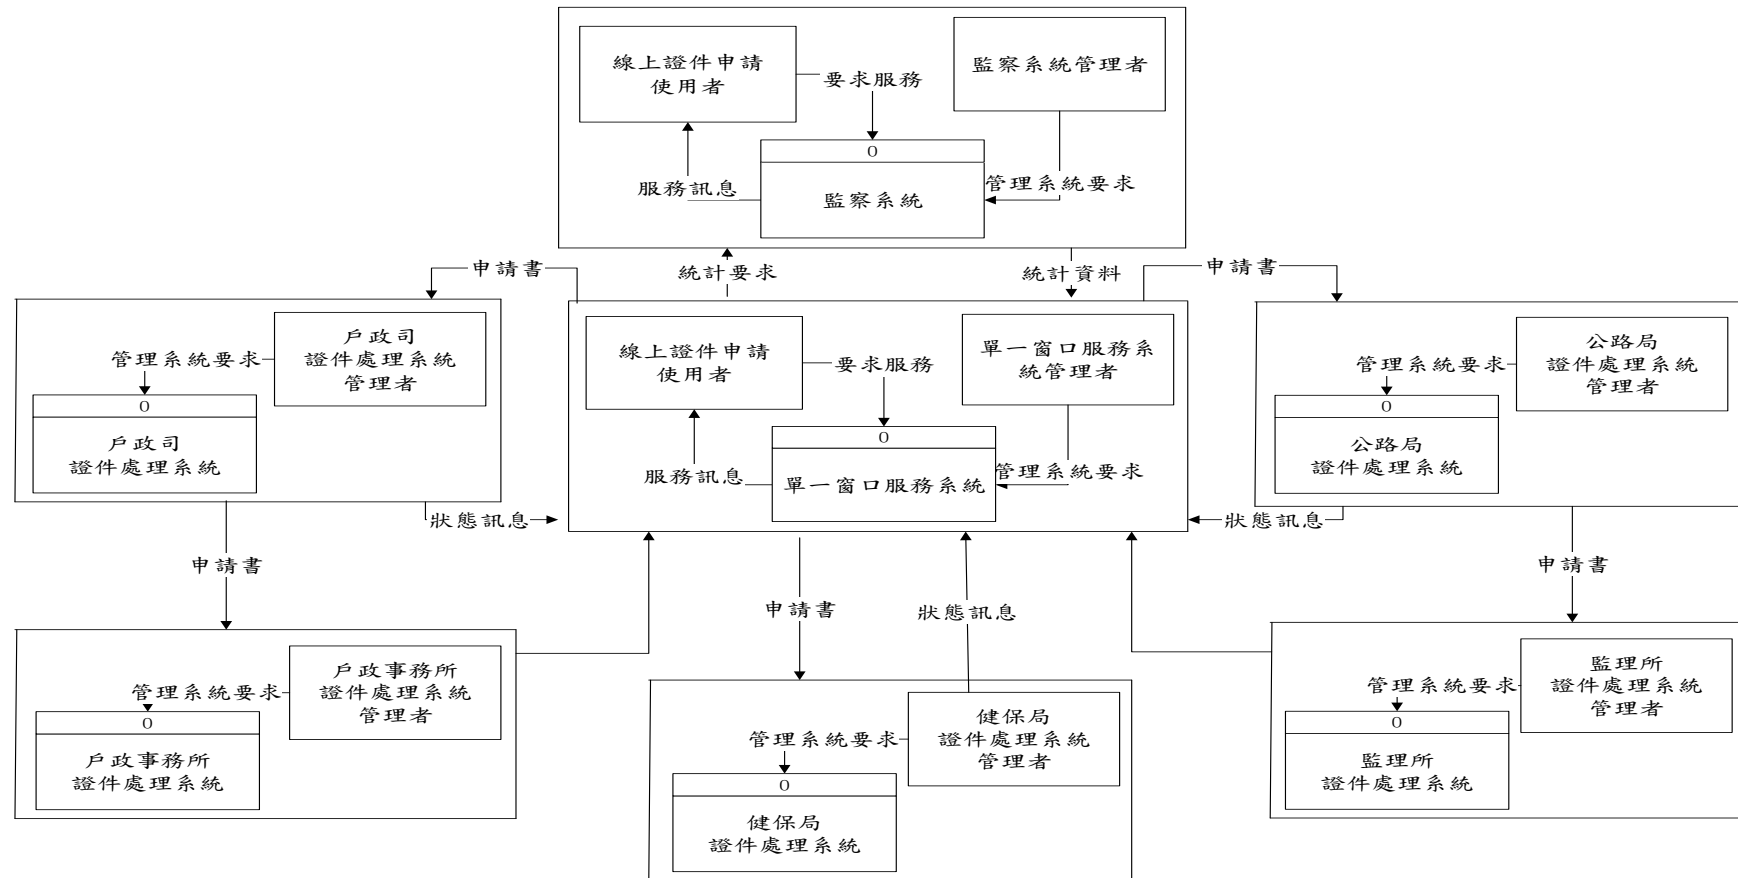 線上證件申請
使用者
要求服務
監察系統管理者
0
服務訊息
監察系統
管理系統要求
申請書
統計要求
統計資料
申請書
戶政司
證件處理系統
管理者
管理系統要求
0
戶政司
證件處理系統
線上證件申請
使用者
要求服務
單一窗口服務系
統管理者
0
服務訊息
單一窗口服務系統
管理系統要求
公路局
證件處理系統
管理者
管理系統要求
0
公路局
證件處理系統
狀態訊息
狀態訊息
申請書
申請書
狀態訊息
申請書
戶政事務所
證件處理系統
管理者
管理系統要求
0
戶政事務所
證件處理系統
健保局
證件處理系統
管理者
管理系統要求
0
健保局
證件處理系統
監理所
證件處理系統
管理者
管理系統要求
0
監理所
證件處理系統